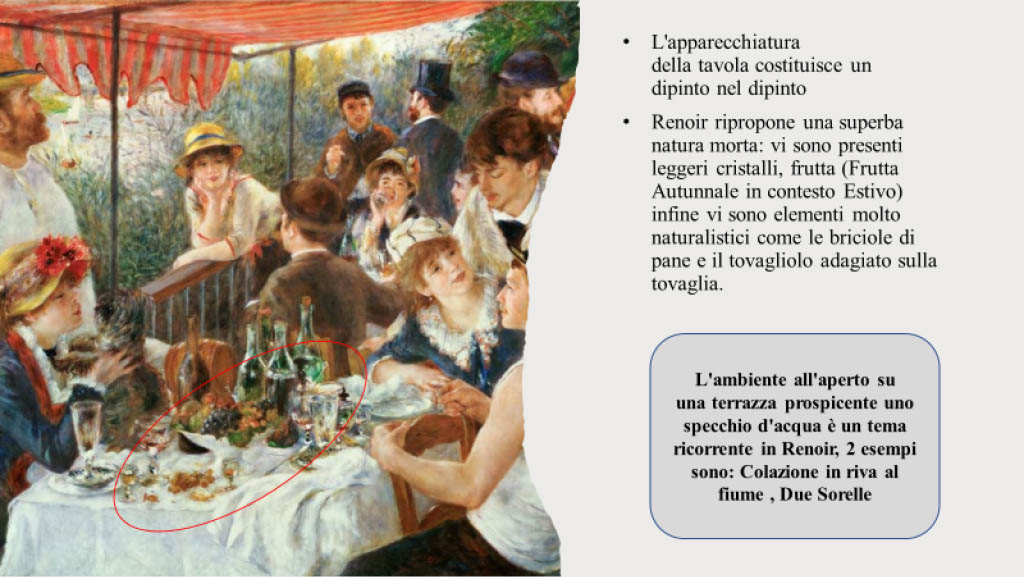 • L'apparecchiatura
della tavola costituisce un
dipinto nel dipinto
• Renoir ripropone una superba
natura morta: vi sono presenti
leggeri cristalli, frutta (Frutta
Autunnale in contesto Estivo)
infine vi sono elementi molto
naturalistici come le briciole di
pane e il tovagliolo adagiato sulla
tovaglia.
L'ambiente all'aperto su
una terrazza prospicente uno
specchio d'acqua è un tema
ricorrente in Renoir, 2 esempi
sono: Colazione in riva al
fiume , Due Sorelle